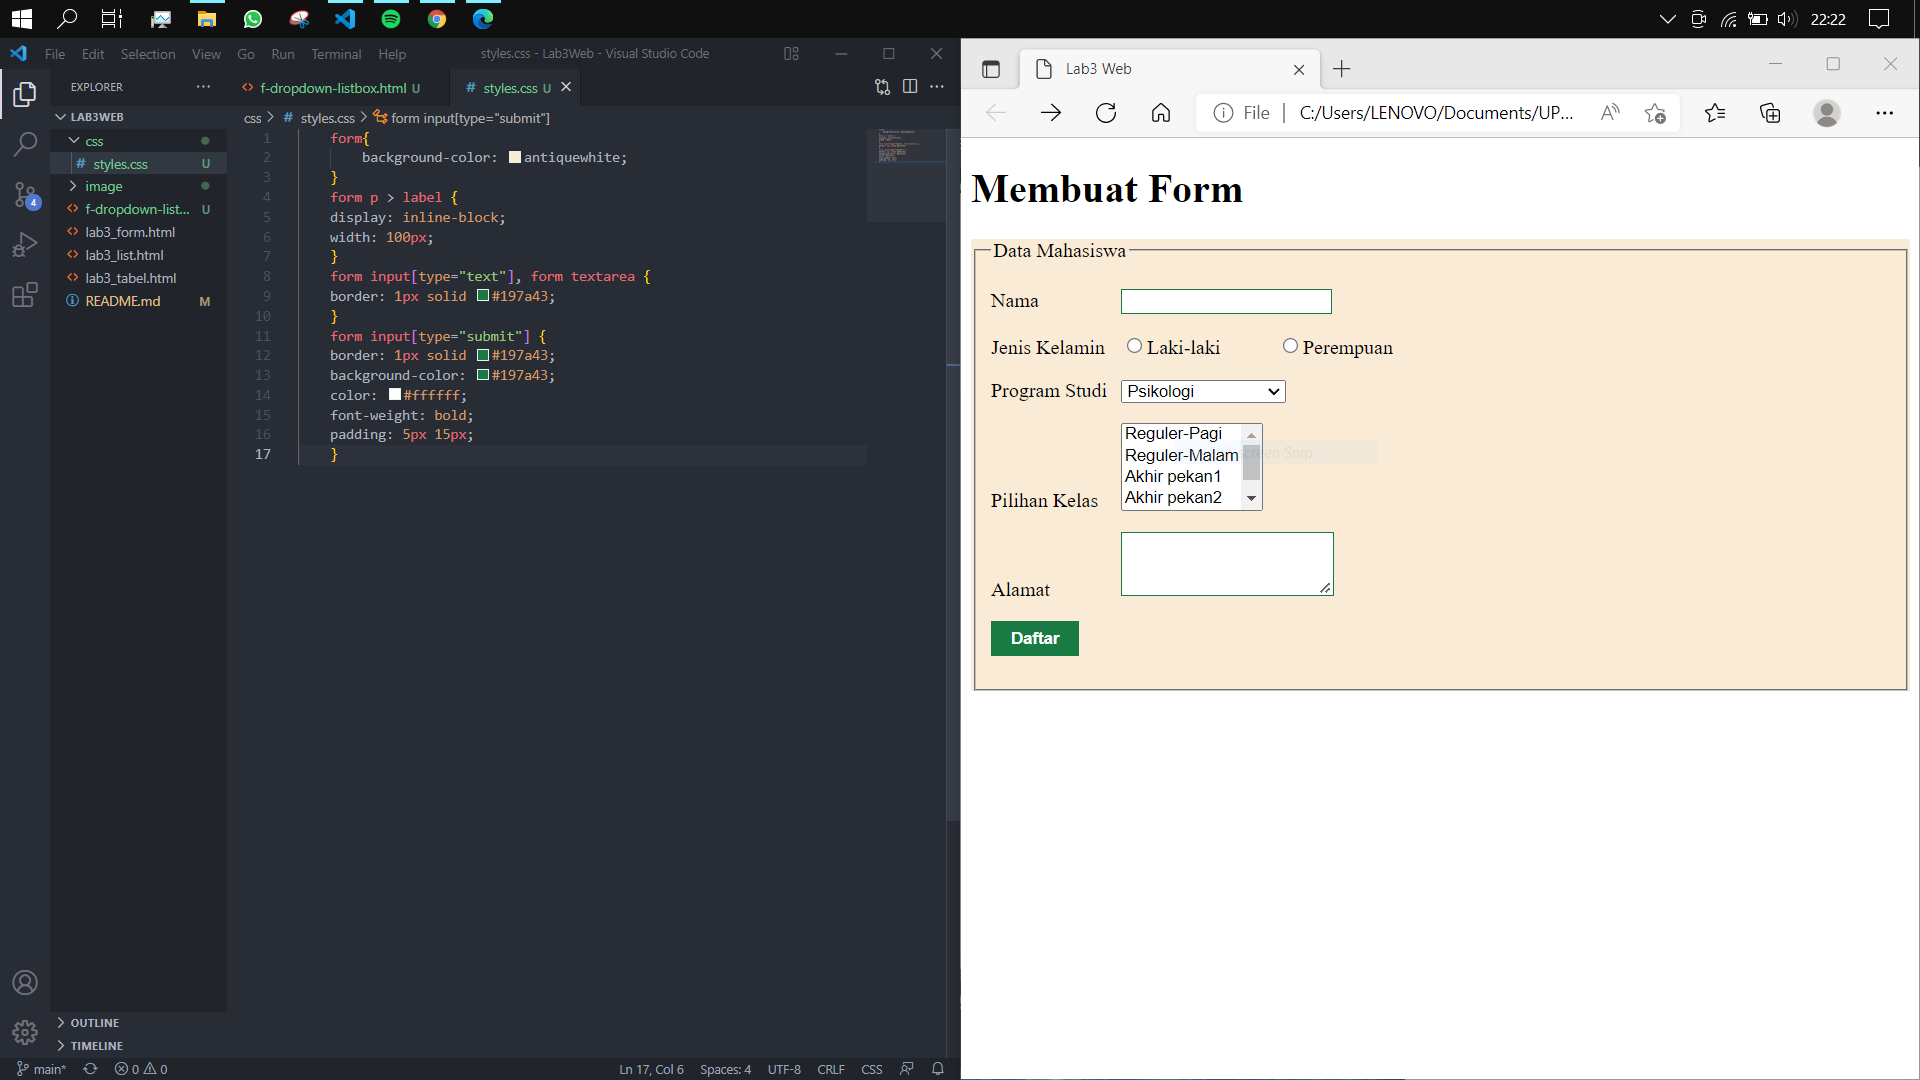 22:22
File Edit Selection View Go Run Terminal Help
styles.css - Lab3Web - Visual Studio Code
EXPLORER
LAB3WEB
css
styles.css U
image
f-dropdown-list... U
lab3_form.html
lab3_list.html
lab3_tabel.html
README.md M
4
OUTLINE
TIMELINE
f-dropdown-listbox.html U
styles.css U
css > # styles.css > form input[type="submit"]
1 form{
2 background-color: antiquewhite;
3 }
4 form p > label {
5 display: inline-block;
6 width: 100px;
7 }
8 form input[type="text"], form textarea {
9 border: 1px solid #197a43;
10 }
11 form input[type="submit"] {
12 border: 1px solid #197a43;
13 background-color: #197a43;
14 color: #ffffff;
15 font-weight: bold;
16 padding: 5px 15px;
17 }
main* 0 0
Ln 17, Col 6 Spaces: 4 UTF-8 CRLF CSS
Lab3 Web
File C:/Users/LENOVO/Documents/UP...
Membuat Form
Data Mahasiswa
Nama
Jenis Kelamin Laki-laki Perempuan
Program Studi Psikologi
Reguler-Pagi
Reguler-Malam
Akhir pekan1
Akhir pekan2
Pilihan Kelas
Alamat
Daftar